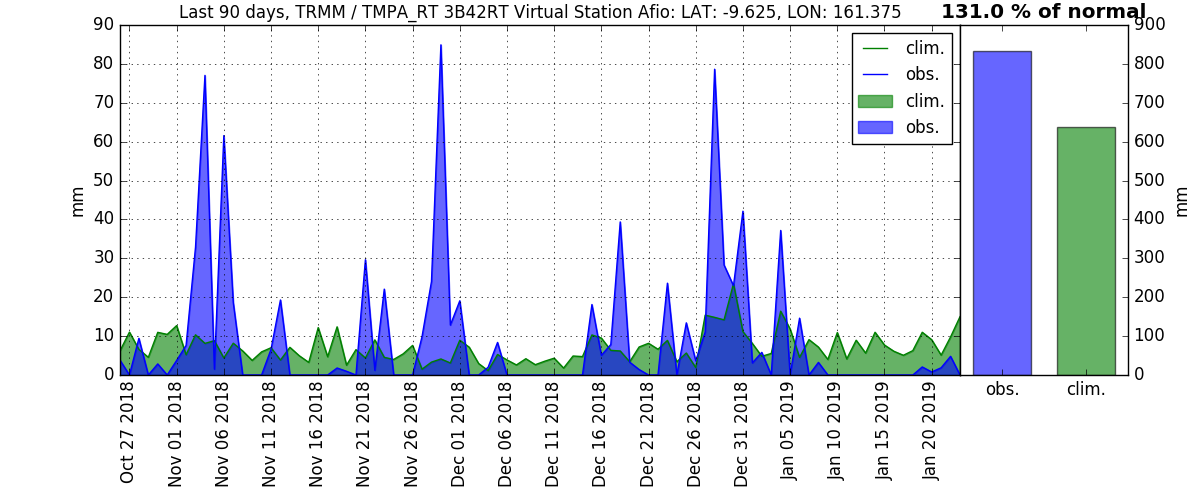 Last 90 days, TRMM / TMPA_RT 3B42RT Virtual Station Afio: LAT: -9.625, LON: 161.375
131.0 % of normal
90
80
70
60
50
40
30
20
10
0
mm
clim.
obs.
clim.
obs.
Oct 27 2018
Nov 01 2018
Nov 06 2018
Nov 11 2018
Nov 16 2018
Nov 21 2018
Nov 26 2018
Dec 01 2018
Dec 06 2018
Dec 11 2018
Dec 16 2018
Dec 21 2018
Dec 26 2018
Dec 31 2018
Jan 05 2019
Jan 10 2019
Jan 15 2019
Jan 20 2019
900
800
700
600
500
400
300
200
100
0
mm
obs.
clim.